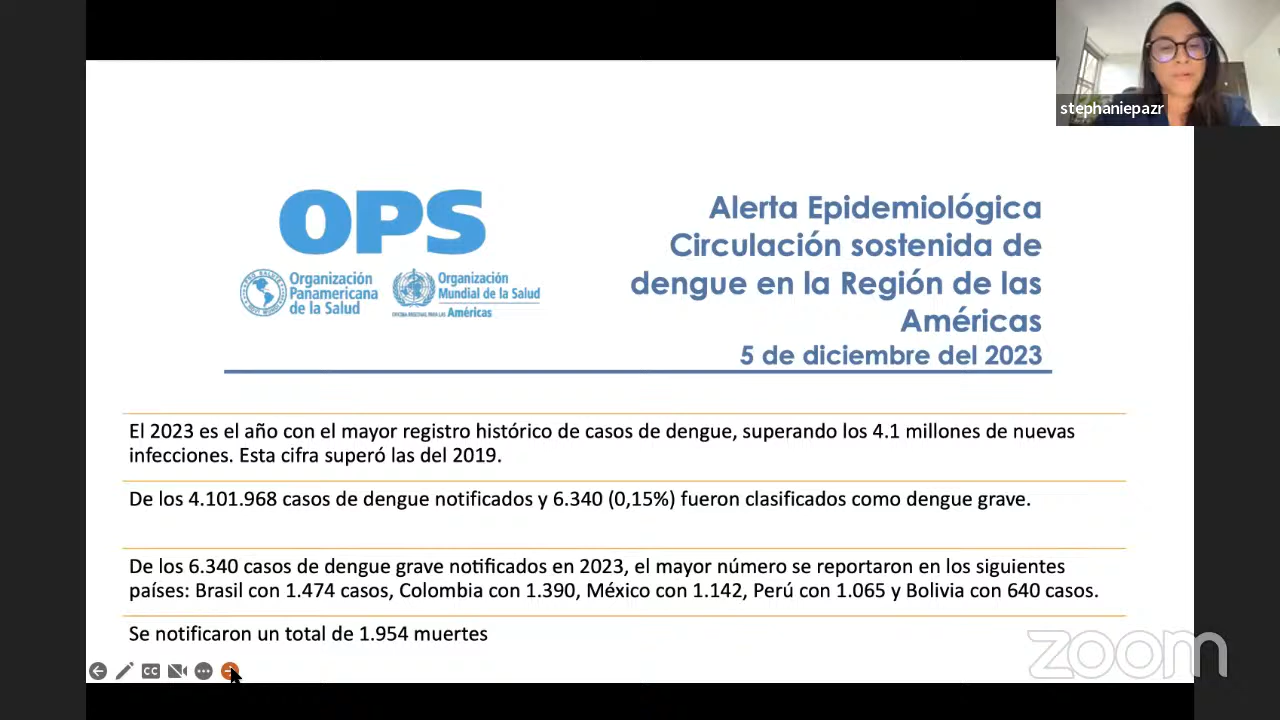 stephaniepazr
OPS
Organización
Panamericana
de la Salud
Organización
Mundial de la Salud
OFICINA REGIONAL PARA LAS Américas
Alerta Epidemiológica
Circulación sostenida de
dengue en la Región de las
Américas
5 de diciembre del 2023
El 2023 es el año con el mayor registro histórico de casos de dengue, superando los 4.1 millones de nuevas
infecciones. Esta cifra superó las del 2019.
De los 4.101.968 casos de dengue notificados y 6.340 (0,15%) fueron clasificados como dengue grave.
De los 6.340 casos de dengue grave notificados en 2023, el mayor número se reportaron en los siguientes
países: Brasil con 1.474 casos, Colombia con 1.390, México con 1.142, Perú con 1.065 y Bolivia con 640 casos.
Se notificaron un total de 1.954 muertes
CC
zoom